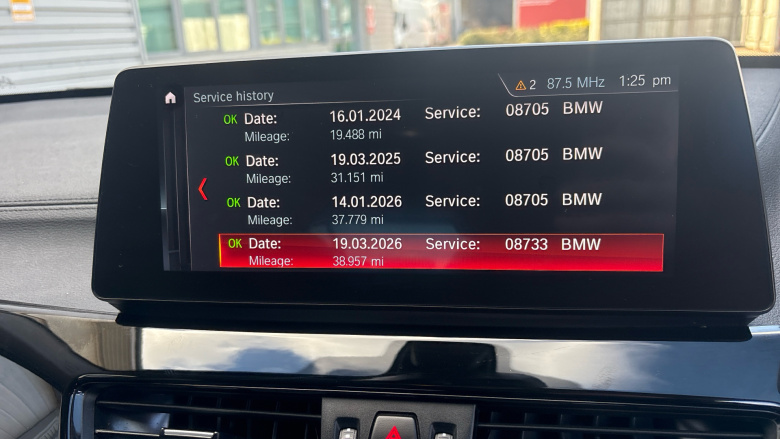 ⚠2 87.5 MHz 1:25 pm
Service history
OK Date: 16.01.2024 Service: 08705 BMW
Mileage: 19.488 mi
OK Date: 19.03.2025 Service: 08705 BMW
Mileage: 31.151 mi
OK Date: 14.01.2026 Service: 08705 BMW
Mileage: 37.779 mi
OK Date: 19.03.2026 Service: 08733 BMW
Mileage: 38.957 mi